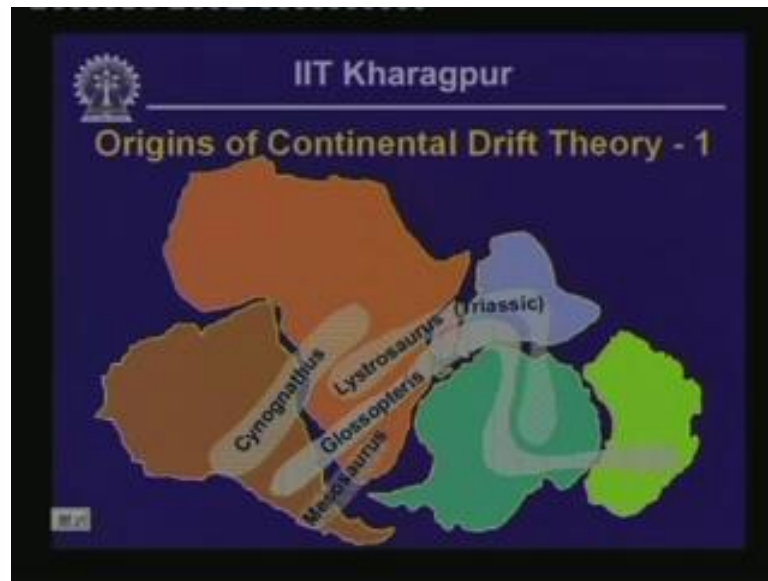 IIT Kharagpur
Origins of Continental Drift Theory - 1
(Triassic)
Lystrosaurus
Cynognathus
Glossopteris
Mesosaurus